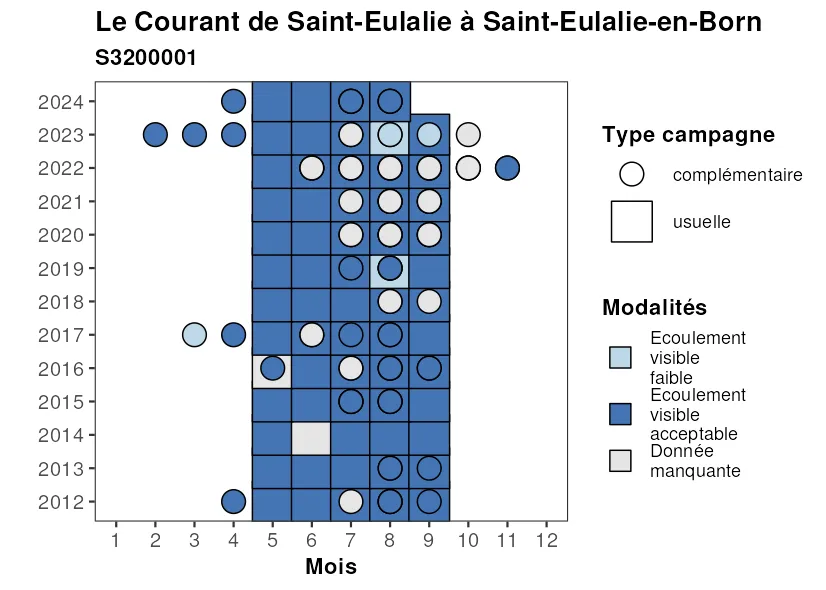 Le Courant de Saint-Eulalie à Saint-Eulalie-en-Born
S3200001
2024
2023
2022
2021
2020
2019
2018
2017
2016
2015
2014
2013
2012
1 2 3 4 5 6 7 8 9 10 11 12
Mois
Type campagne
complémentaire
usuelle
Modalités
Ecoulement
visible
faible
Ecoulement
visible
acceptable
Donnée
manquante